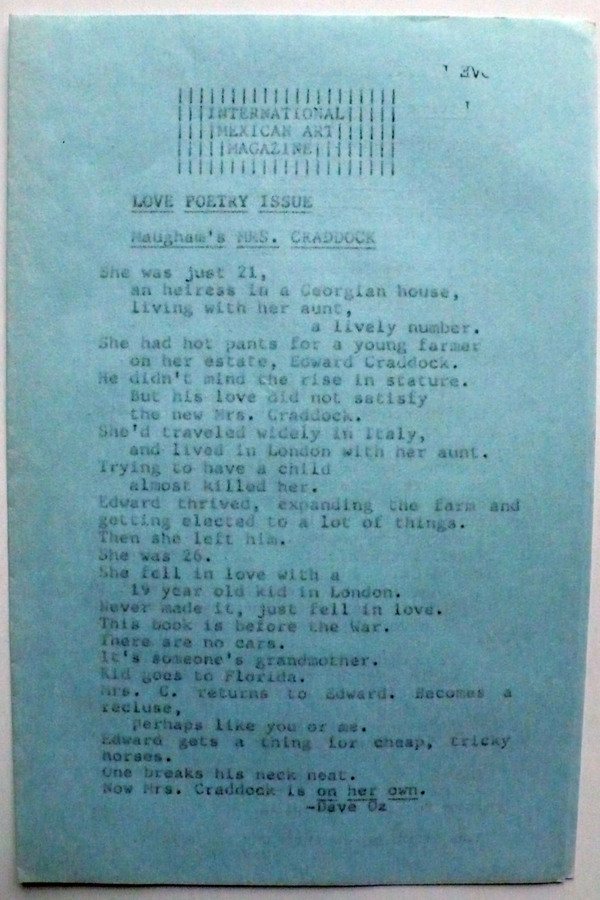 INTERNATIONAL
MEXICAN ART
MAGAZINE
LOVE POETRY ISSUE
Maugham's MRS. CRADDOCK
She was just 21,
an heiress in a Georgian house,
living with her aunt,
a lively number.
She had hot pants for a young farmer
on her estate, Edward Craddock.
He didn't mind the rise in stature.
But his love did not satisfy
the new Mrs. Craddock.
She'd traveled widely in Italy,
and lived in London with her aunt.
Trying to have a child
almost killed her.
Edward thrived, expanding the farm and
getting elected to a lot of things.
Then she left him.
She was 26.
She fell in love with a
19 year old kid in London.
Never made it, just fell in love.
This book is before the War.
There are no cars.
It's someone's grandmother.
Kid goes to Florida.
Mrs. C. returns to Edward. Becomes a
recluse,
Perhaps like you or me.
Edward gets a thing for cheap, tricky
horses.
One breaks his neck neat.
Now Mrs. Craddock is on her own.
-Dave Oz